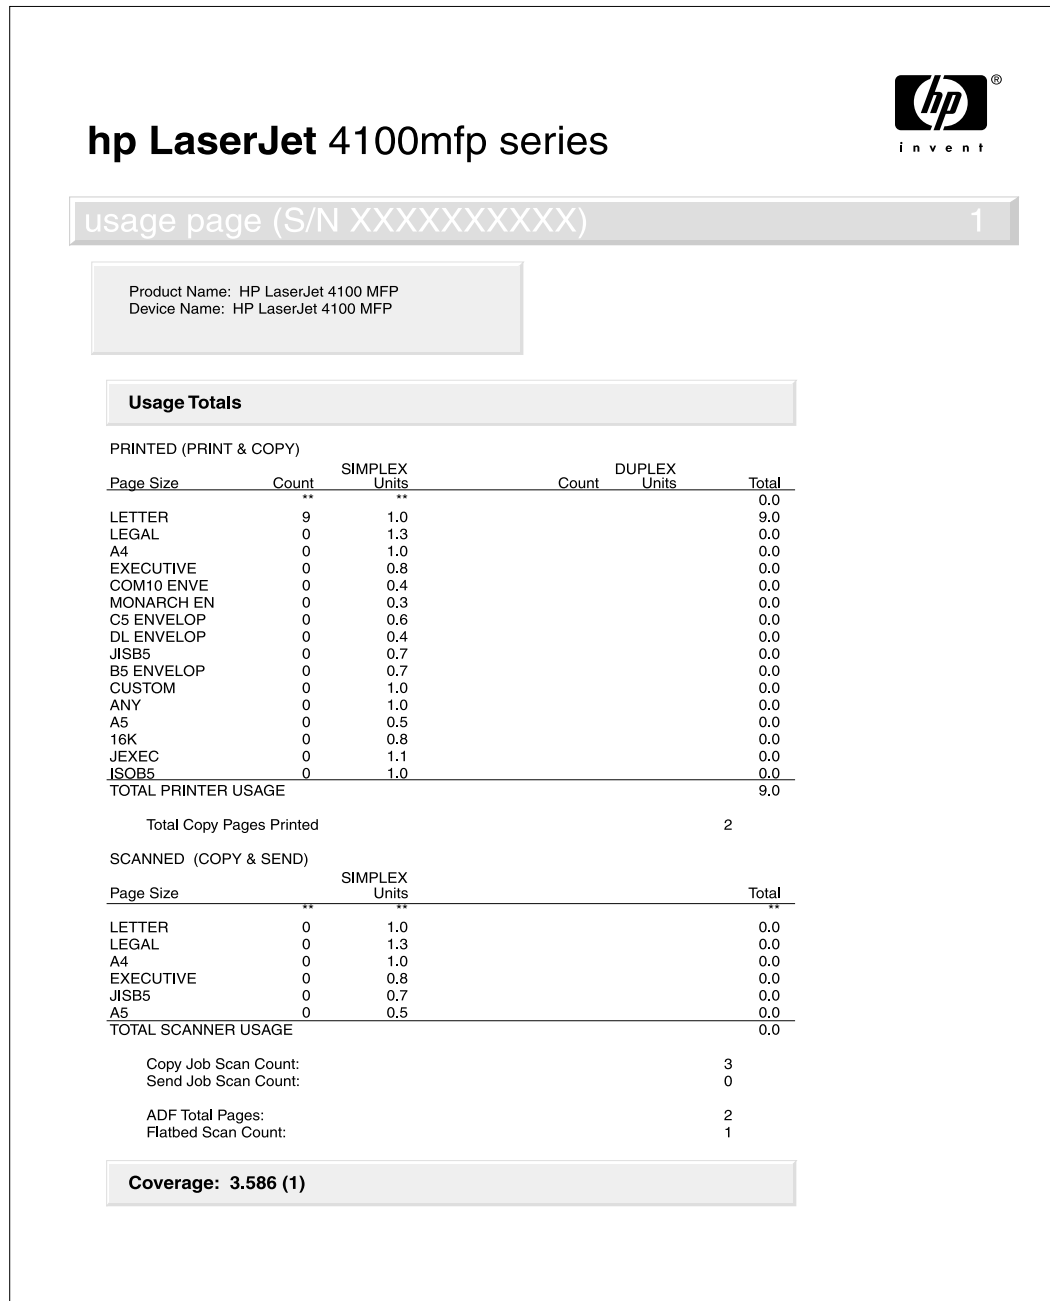 hp®
invent
hp LaserJet 4100mfp series
usage page (S/N XXXXXXXXXX) 1
Product Name: HP LaserJet 4100 MFP
Device Name: HP LaserJet 4100 MFP
Usage Totals
PRINTED (PRINT & COPY)
SIMPLEX DUPLEX
Page Size Count Units Count Units Total
** ** 0.0
LETTER 9 1.0 9.0
LEGAL 0 1.3 0.0
A4 0 1.0 0.0
EXECUTIVE 0 0.8 0.0
COM10 ENVE 0 0.4 0.0
MONARCH EN 0 0.3 0.0
C5 ENVELOP 0 0.6 0.0
DL ENVELOP 0 0.4 0.0
JISB5 0 0.7 0.0
B5 ENVELOP 0 0.7 0.0
CUSTOM 0 1.0 0.0
ANY 0 1.0 0.0
A5 0 0.5 0.0
16K 0 0.8 0.0
JEXEC 0 1.1 0.0
ISOB5 0 1.0 0.0
TOTAL PRINTER USAGE 9.0
Total Copy Pages Printed 2
SCANNED (COPY & SEND)
SIMPLEX
Page Size Units Total
** ** **
LETTER 0 1.0 0.0
LEGAL 0 1.3 0.0
A4 0 1.0 0.0
EXECUTIVE 0 0.8 0.0
JISB5 0 0.7 0.0
A5 0 0.5 0.0
TOTAL SCANNER USAGE 0.0
Copy Job Scan Count: 3
Send Job Scan Count: 0
ADF Total Pages: 2
Flatbed Scan Count: 1
Coverage: 3.586 (1)